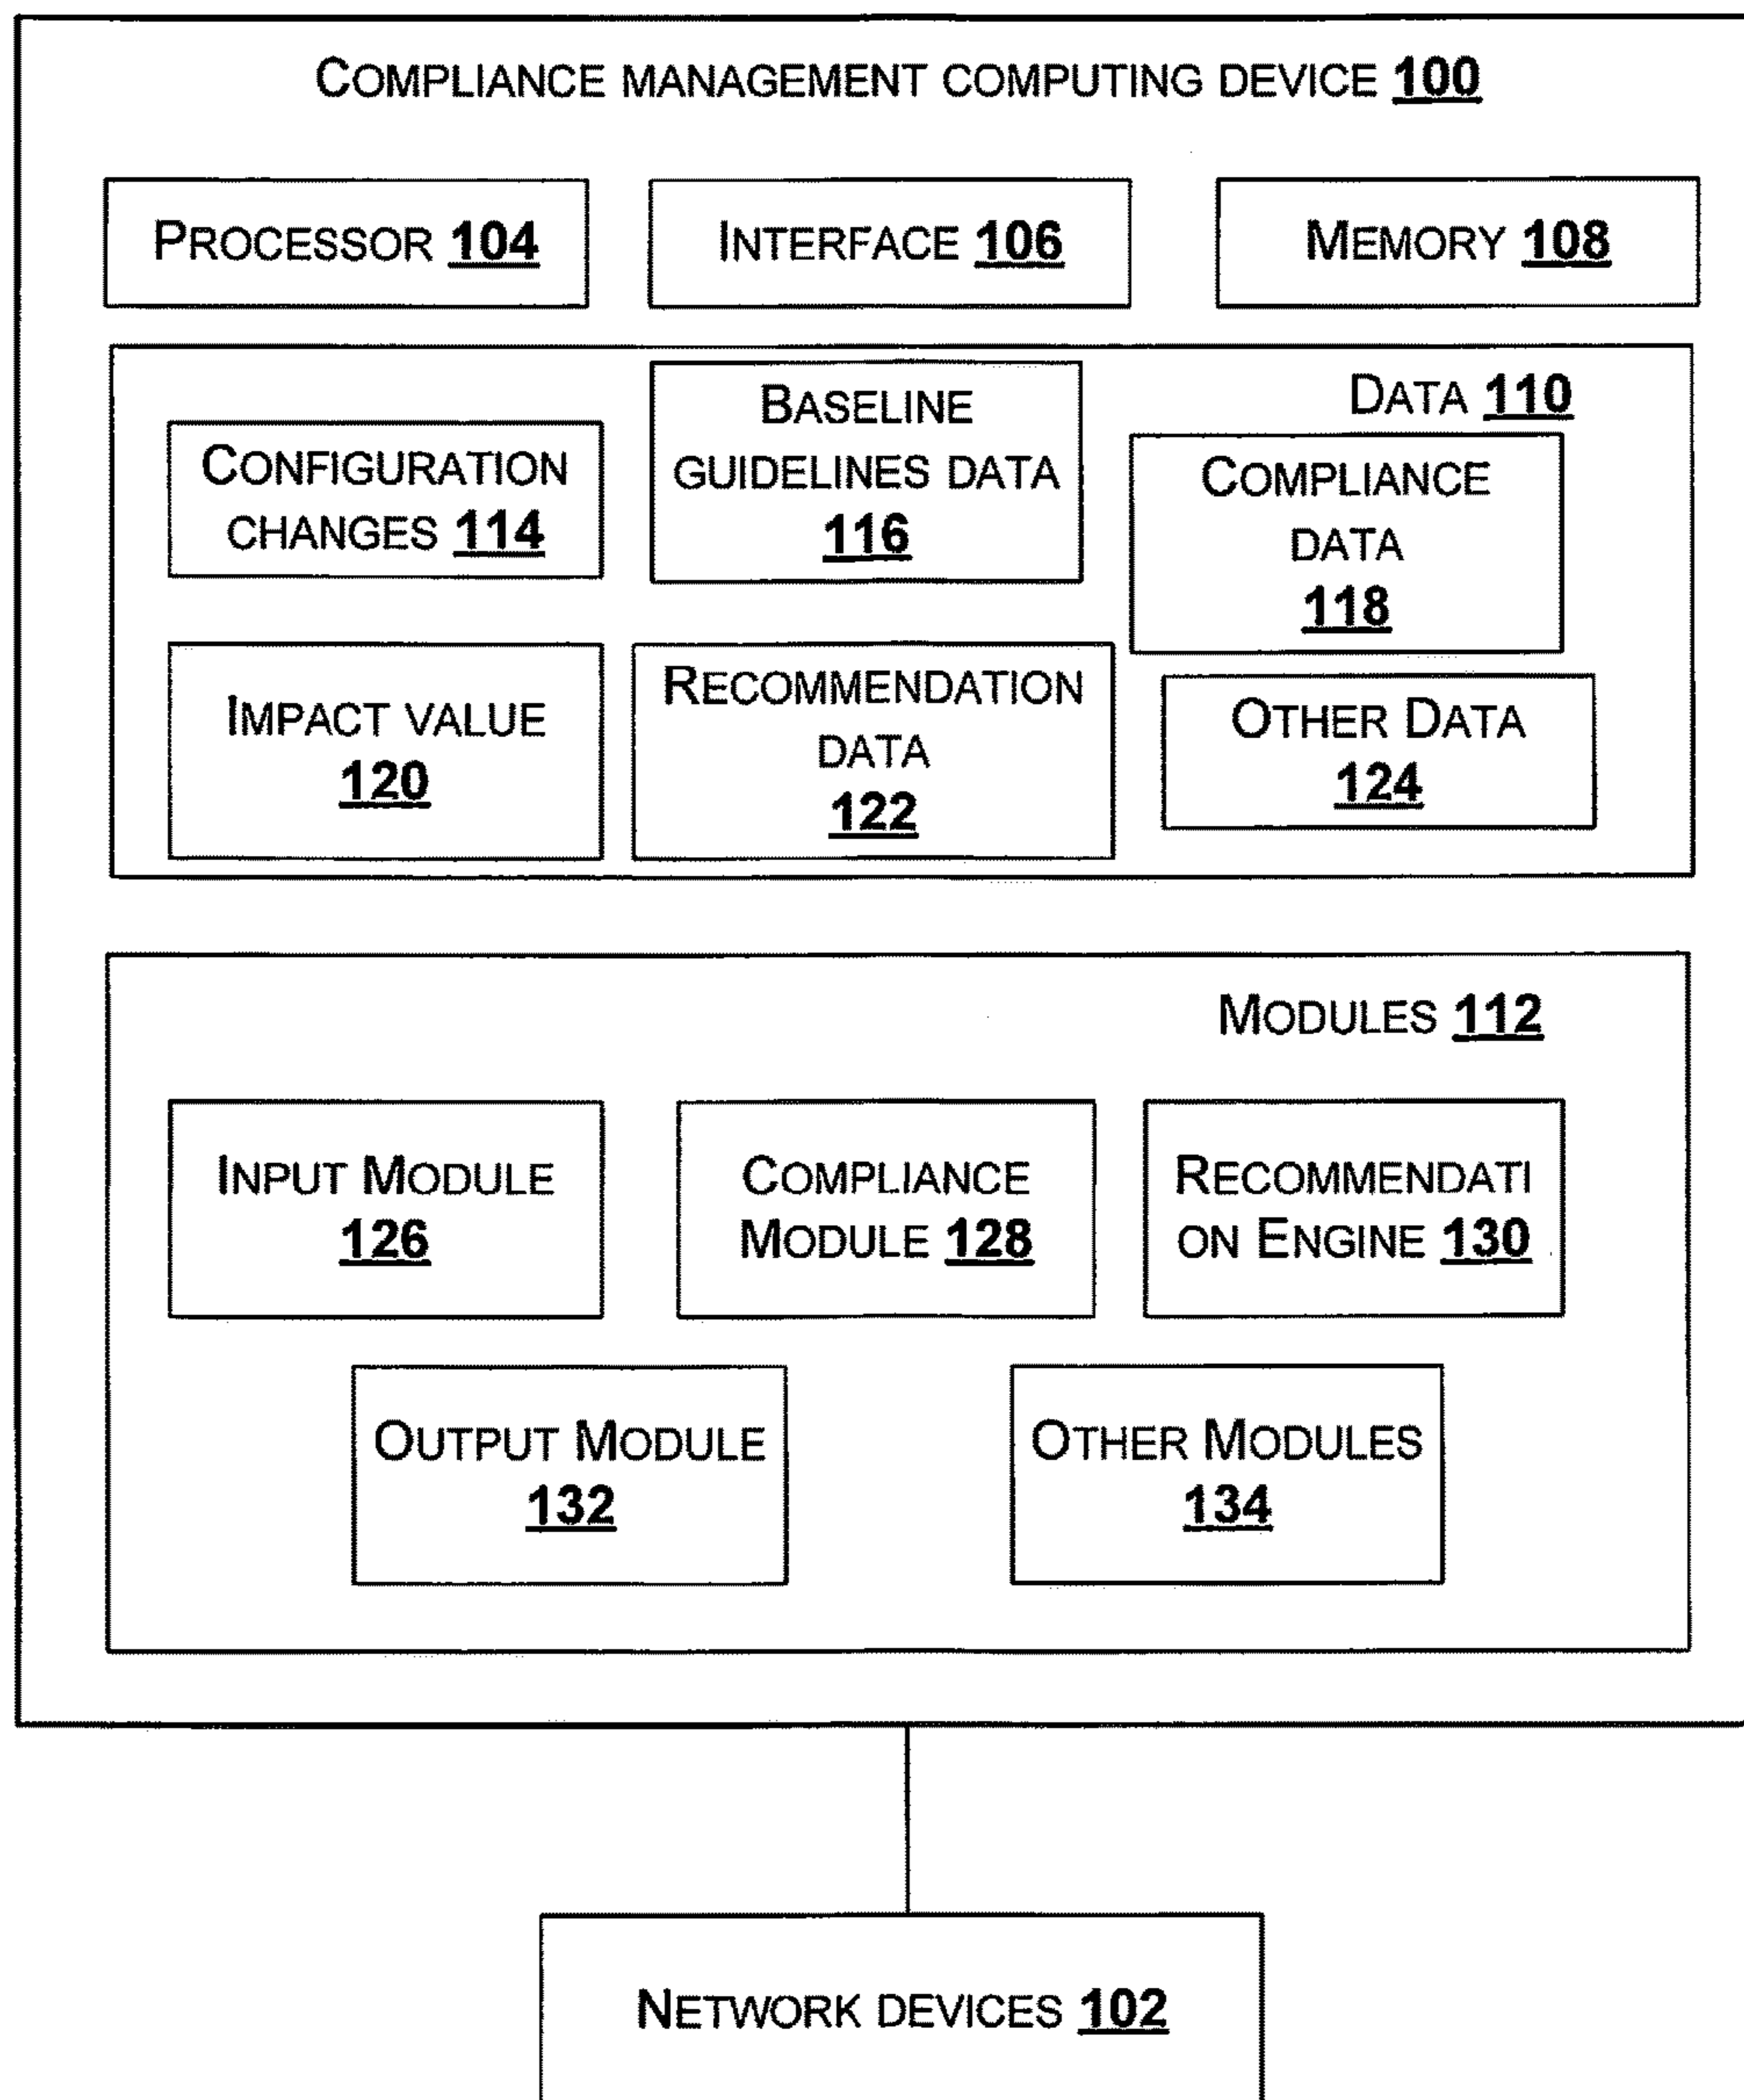 COMPLIANCE MANAGEMENT COMPUTING DEVICE 100
PROCESSOR 104
INTERFACE 106
MEMORY 108
DATA 110
CONFIGURATION
CHANGES 114
BASELINE
GUIDELINES DATA
116
COMPLIANCE
DATA
118
IMPACT VALUE
120
RECOMMENDATION
DATA
122
OTHER DATA
124
MODULES 112
INPUT MODULE
126
COMPLIANCE
MODULE 128
RECOMMENDATI
ON ENGINE 130
OUTPUT MODULE
132
OTHER MODULES
134
NETWORK DEVICES 102